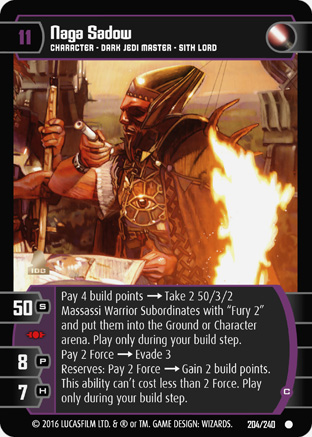 11
Naga Sadow
CHARACTER - DARK JEDI MASTER - SITH LORD
100
50 S
8 P
7 H
Pay 4 build points → Take 2 50/3/2
Massassi Warrior Subordinates with “Fury 2”
and put them into the Ground or Character
arena. Play only during your build step.
Pay 2 Force → Evade 3
Reserves: Pay 2 Force → Gain 2 build points.
This ability can’t cost less than 2 Force. Play
only during your build step.
C
© 2016 LUCASFILM LTD. & ® or TM. GAME DESIGN: WIZARDS.
204/240